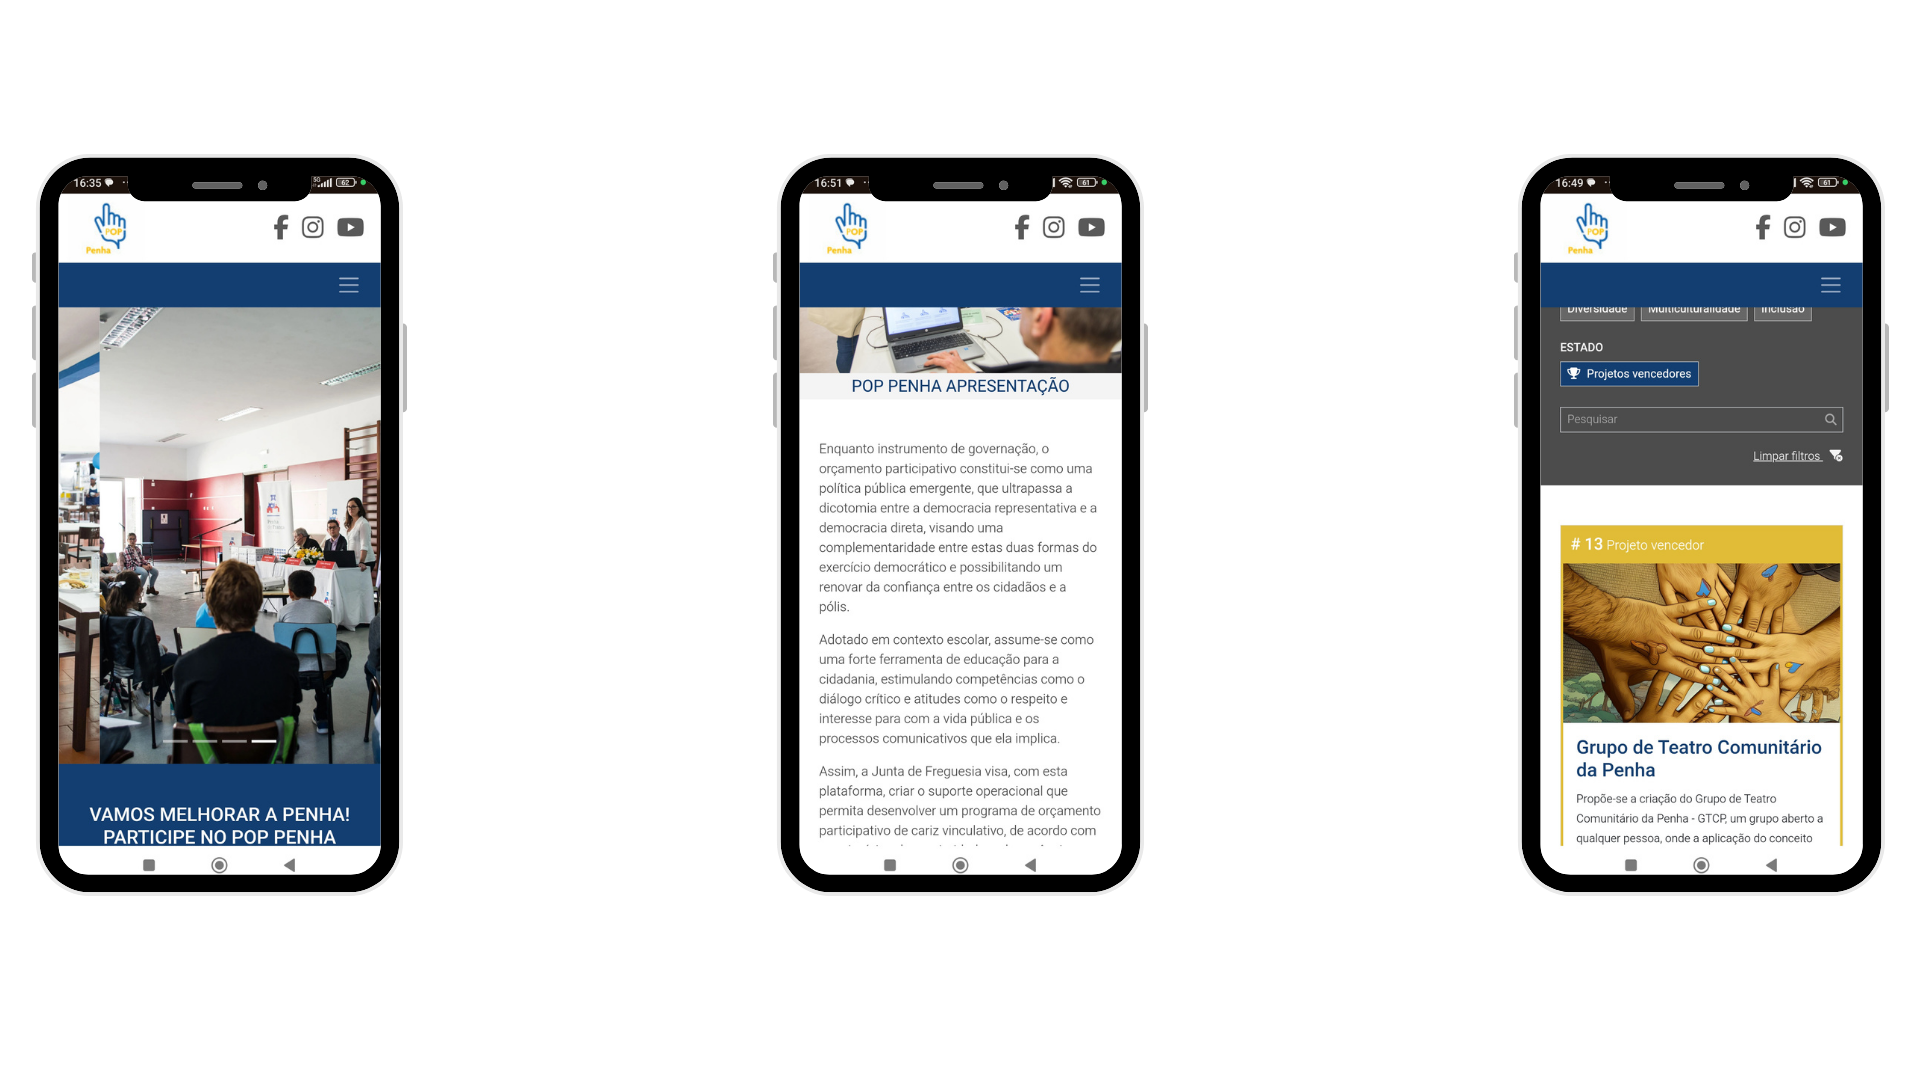 16:35
5G
62
POP
Penha
VAMOS MELHORAR A PENHA!
PARTICIPE NO POP PENHA
16:51
61
POP
Penha
POP PENHA APRESENTAÇÃO
Enquanto instrumento de governação, o
orçamento participativo constitui-se como uma
política pública emergente, que ultrapassa a
dicotomia entre a democracia representativa e a
democracia direta, visando uma
complementaridade entre estas duas formas do
exercício democrático e possibilitando um
renovar da confiança entre os cidadãos e a
pólis.
Adotado em contexto escolar, assume-se como
uma forte ferramenta de educação para a
cidadania, estimulando competências como o
diálogo crítico e atitudes como o respeito e
interesse para com a vida pública e os
processos comunicativos que ela implica.
Assim, a Junta de Freguesia visa, com esta
plataforma, criar o suporte operacional que
permita desenvolver um programa de orçamento
participativo de cariz vinculativo, de acordo com
16:49
61
POP
Penha
Diversidade Multiculturalidade Inclusão
ESTADO
Projetos vencedores
Pesquisar
Limpar filtros
# 13 Projeto vencedor
Grupo de Teatro Comunitário
da Penha
Propõe-se a criação do Grupo de Teatro
Comunitário da Penha - GTCP, um grupo aberto a
qualquer pessoa, onde a aplicação do conceito